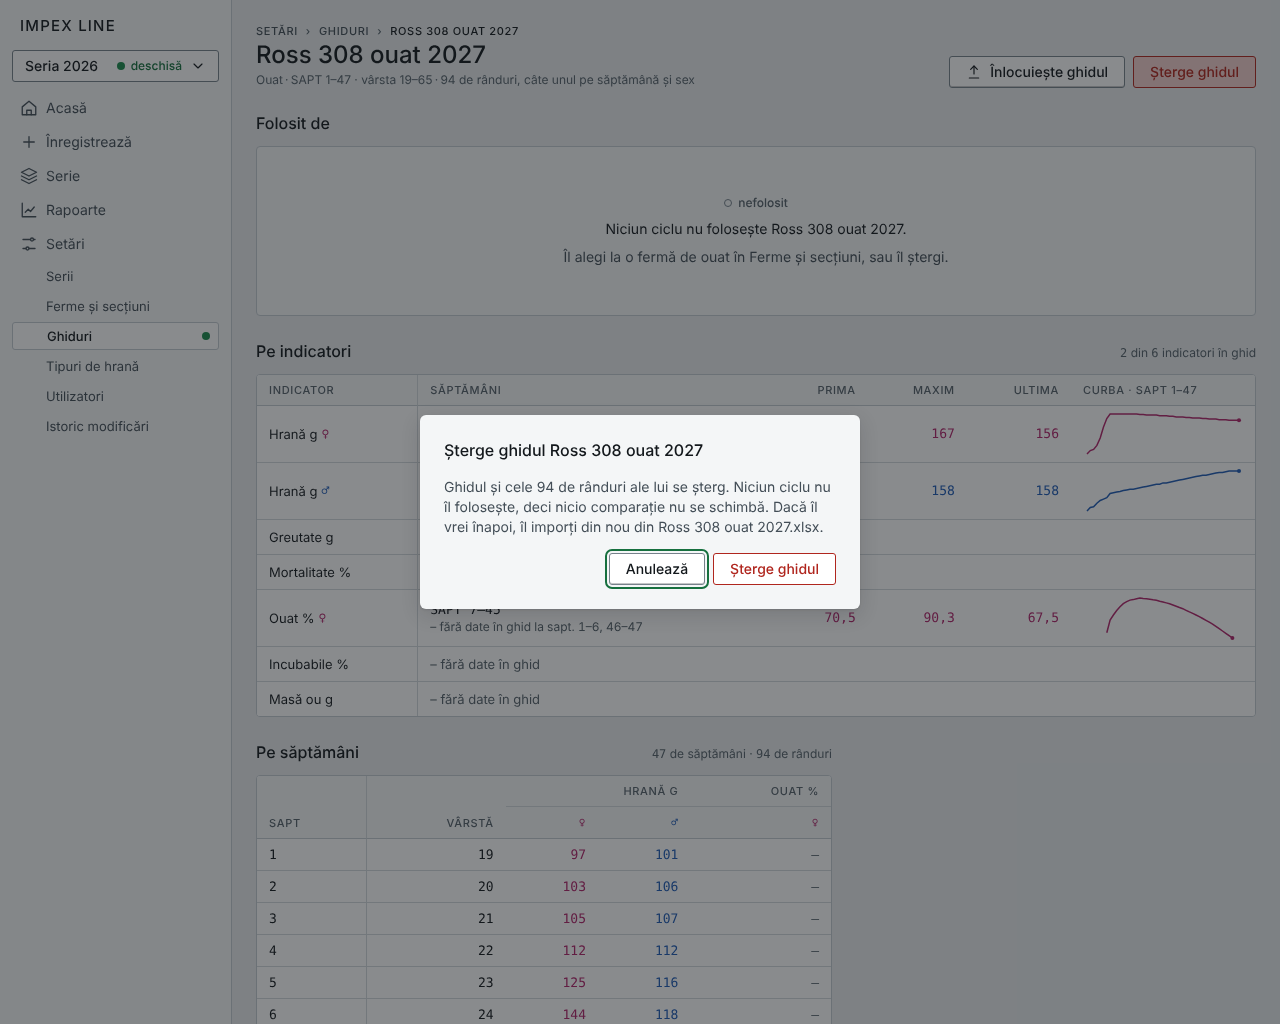 IMPEX LINE
Seria 2026 deschisă
Acasă
Înregistrează
Serie
Rapoarte
Setări
Serii
Ferme și secțiuni
Ghiduri
Tipuri de hrană
Utilizatori
Istoric modificări
SETĂRI › GHIDURI › ROSS 308 OUAT 2027
Ross 308 ouat 2027
Ouat · SAPT 1–47 · vârsta 19–65 · 94 de rânduri, câte unul pe săptămână și sex
Înlocuiește ghidul
Șterge ghidul
Folosit de
nefolosit
Niciun ciclu nu folosește Ross 308 ouat 2027.
Îl alegi la o fermă de ouat în Ferme și secțiuni, sau îl ștergi.
Pe indicatori
2 din 6 indicatori în ghid
INDICATOR SĂPTĂMÂNI PRIMA MAXIM ULTIMA CURBA · SAPT 1–47
Hrană g ♀ 167 156
Hrană g ♂ 158 158
Greutate g
Mortalitate %
Ouat % ♀ SAPT 7–45 70,5 90,3 67,5
– fără date în ghid la sapt. 1–6, 46–47
Incubabile % – fără date în ghid
Masă ou g – fără date în ghid
Șterge ghidul Ross 308 ouat 2027
Ghidul și cele 94 de rânduri ale lui se șterg. Niciun ciclu nu
îl folosește, deci nicio comparație nu se schimbă. Dacă îl
vrei înapoi, îl imporți din nou din Ross 308 ouat 2027.xlsx.
Anulează
Șterge ghidul
Pe săptămâni
47 de săptămâni · 94 de rânduri
HRANĂ G OUAT %
SAPT VÂRSTĂ ♀ ♂ ♀
1 19 97 101 –
2 20 103 106 –
3 21 105 107 –
4 22 112 112 –
5 23 125 116 –
6 24 144 118 –